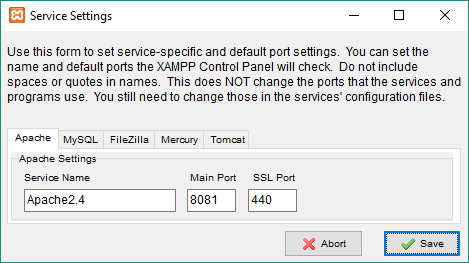 Service Settings
Use this form to set service-specific and default port settings.  You can set the
name and default ports the XAMPP Control Panel will check.  Do not include
spaces or quotes in names.  This does NOT change the ports that the services and
programs use.  You still need to change those in the services' configuration files.
Apache MySQL FileZilla Mercury Tomcat
Apache Settings
Service Name Main Port SSL Port
Apache2.4 8081 440
Abort Save